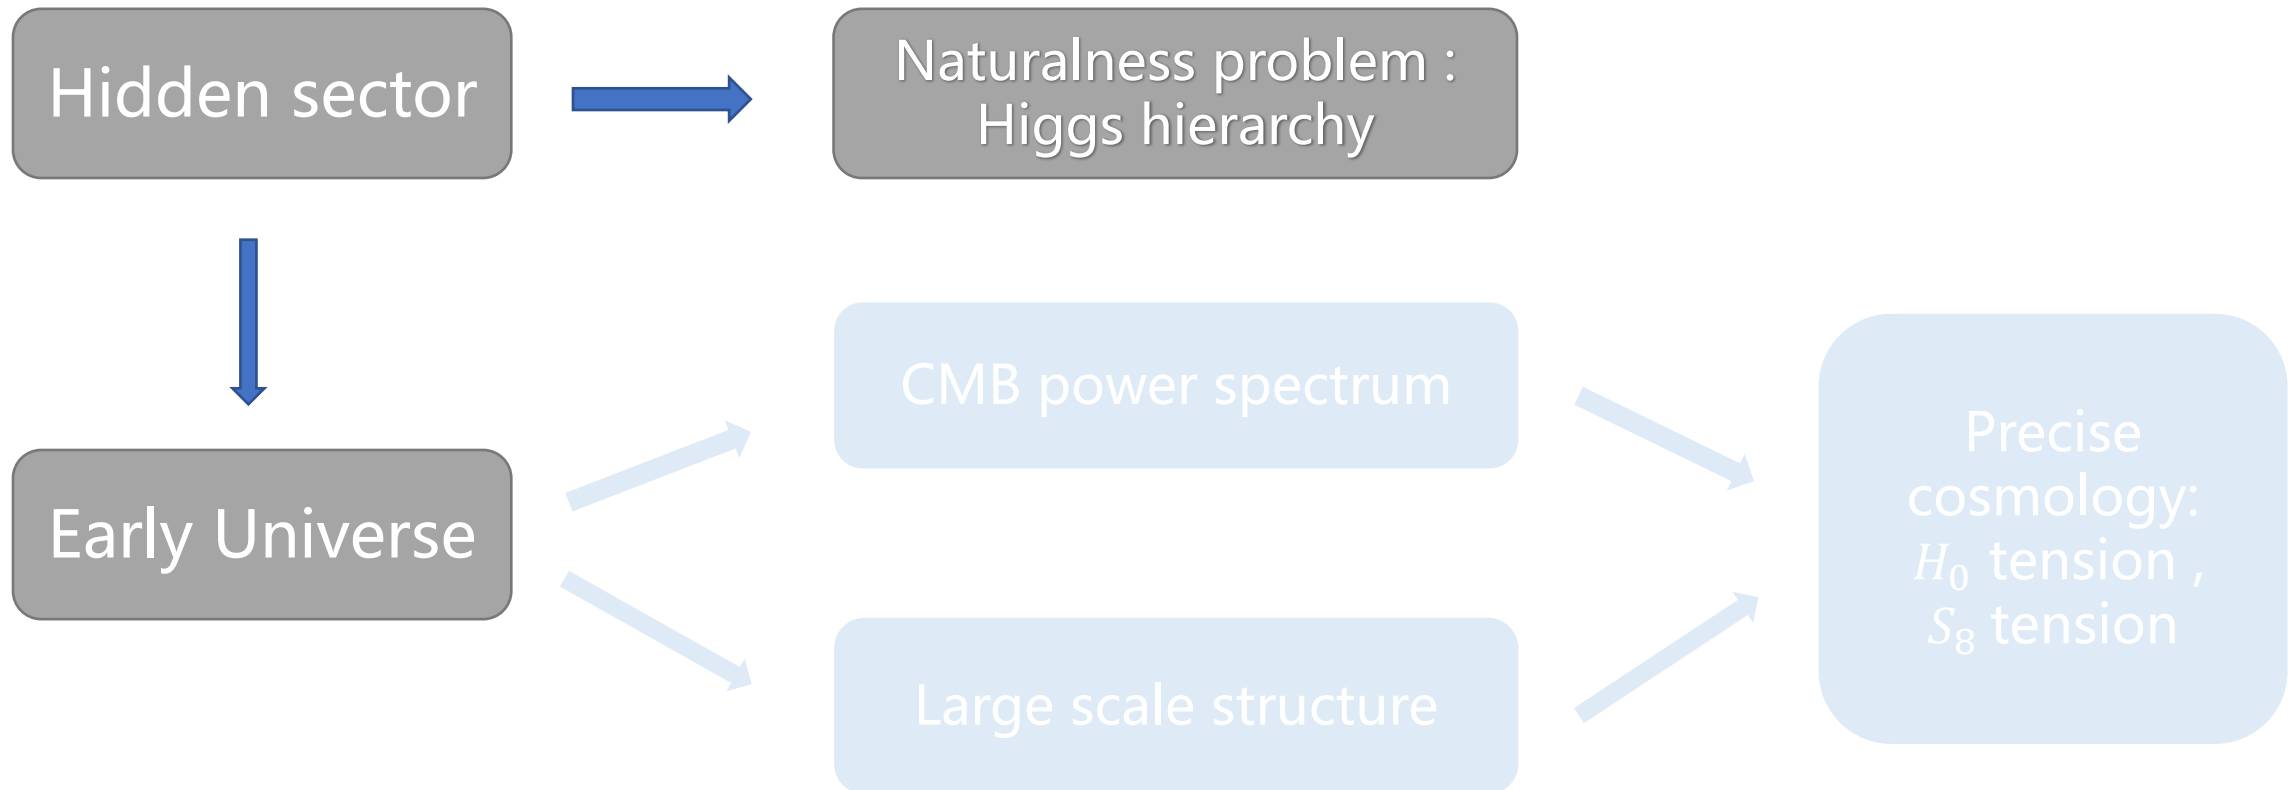 Hidden sector
Naturalness problem :
Higgs hierarchy
CMB power spectrum
Early Universe
Large scale structure
Precise
cosmology:
H₀ tension ,
S₈ tension